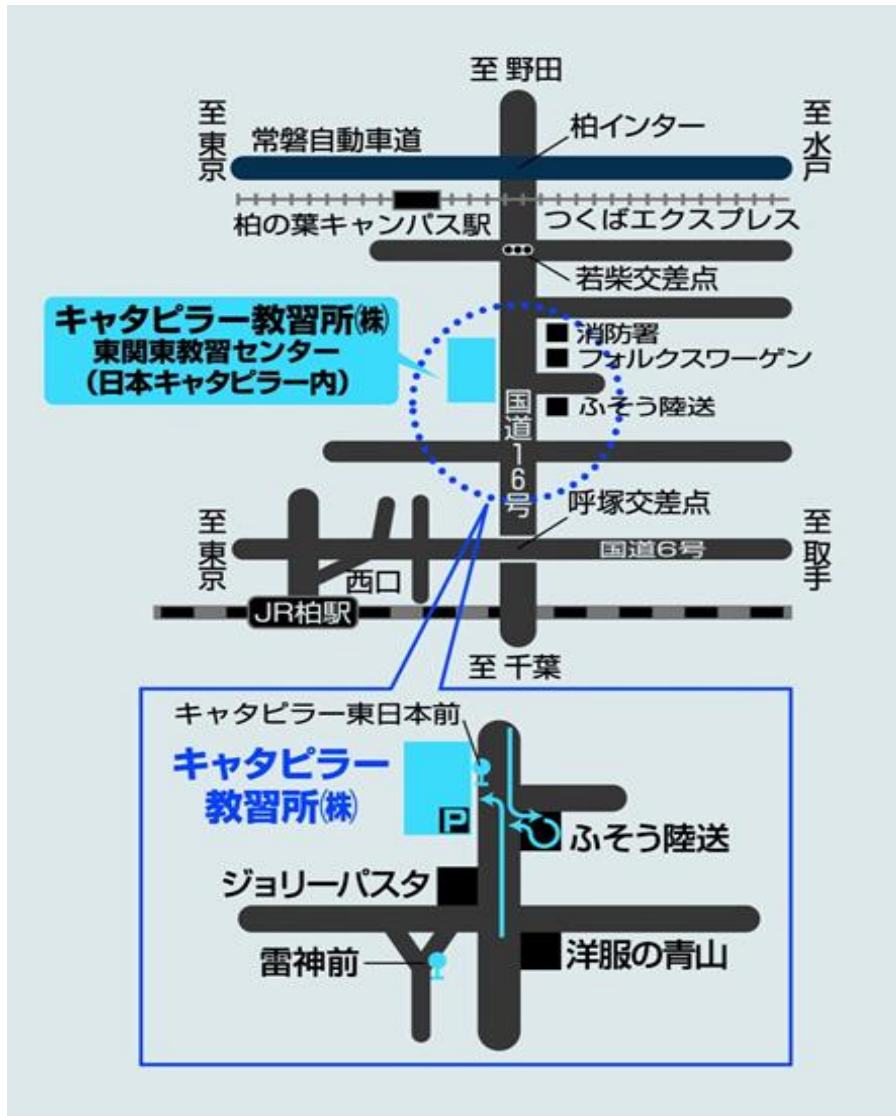 至 野田
至東京
常磐自動車道
柏インター
至水戸
柏の葉キャンパス駅
つくばエクスプレス
若柴交差点
キャタピラー教習所㈱
東関東教習センター
(日本キャタピラー内)
消防署
フォルクスワーゲン
ふそう陸送
国道16号
呼塚交差点
至東京
国道6号
至取手
西口
JR柏駅
至 千葉
キャタピラー東日本前
キャタピラー
教習所㈱
P
ふそう陸送
ジョリーパスタ
雷神前
洋服の青山